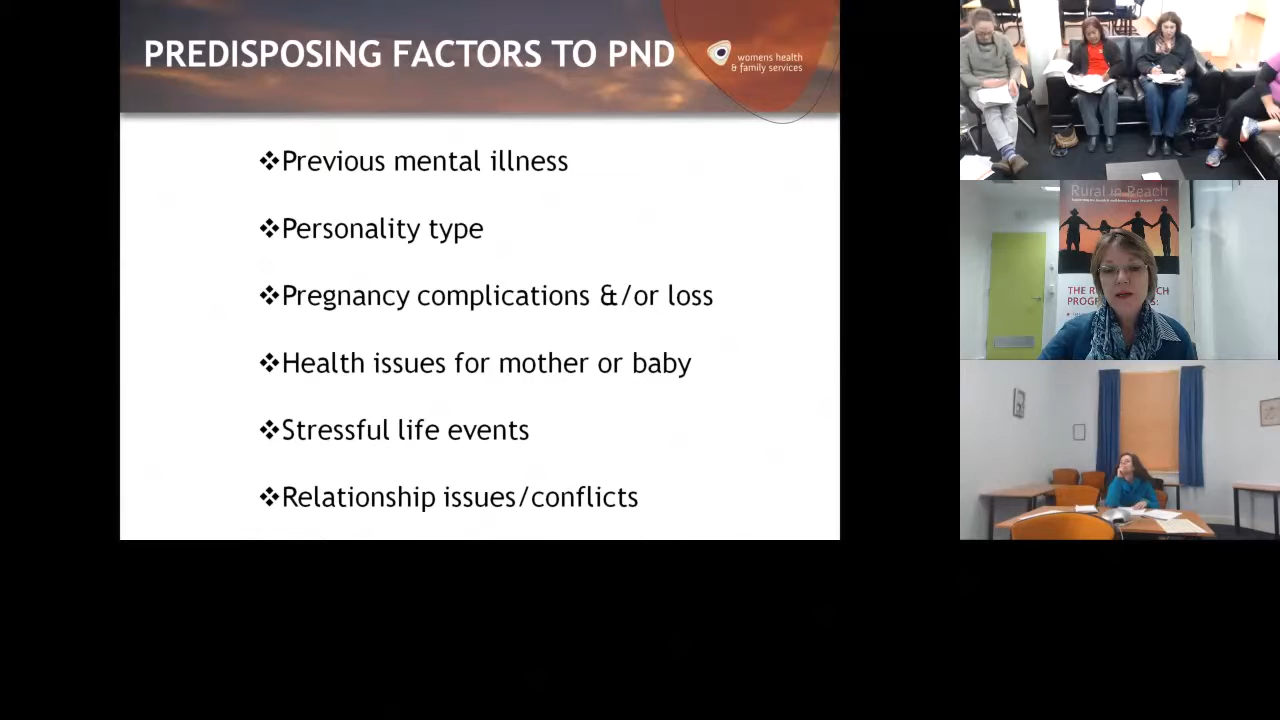 PREDISPOSING FACTORS TO PND
womens health
& family services
❖Previous mental illness
❖Personality type
❖Pregnancy complications &/or loss
❖Health issues for mother or baby
❖Stressful life events
❖Relationship issues/conflicts
Rural in Reach